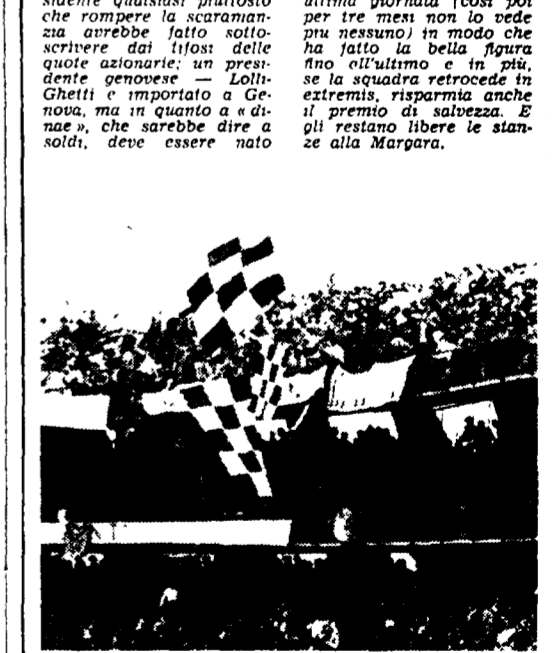 sidente qualsiasi piuttosto
che rompere la scaraman-
zia avrebbe fatto sotto-
scrivere dai tifosi delle
quote azionarie; un presi-
dente genovese — Lolli-
Ghetti è importato a Ge-
nova, ma in quanto a « di-
nae », che sarebbe dire a
soldi, deve essere nato
ultima giornata (così poi
per tre mesi non lo vede
più nessuno) in modo che
ha fatto la bella figura
fino all'ultimo e in più,
se la squadra retrocede in
extremis, risparmia anche
il premio di salvezza. E
gli restano libere le stan-
ze alla Margara.